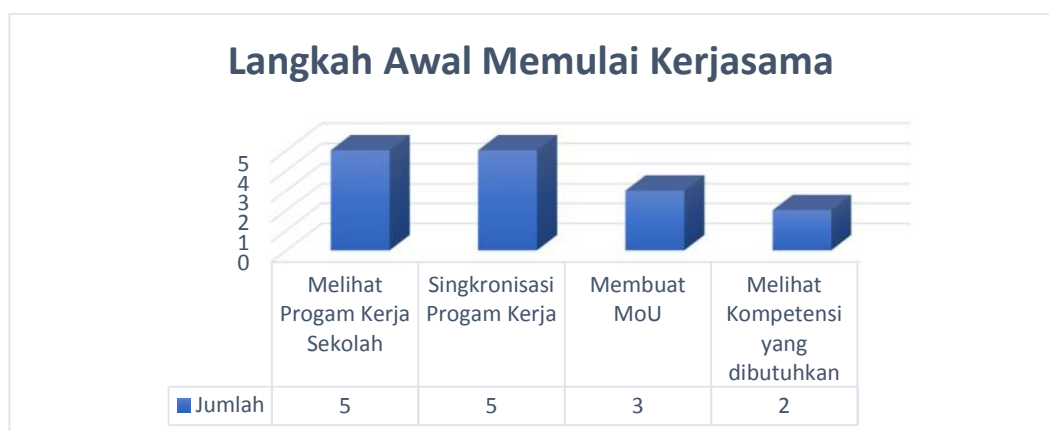 Langkah Awal Memulai Kerjasama
5
4
3
2
1
0
Melihat
Progam Kerja
Sekolah
Singkronisasi
Progam Kerja
Membuat
MoU
Melihat
Kompetensi
yang
dibutuhkan
Jumlah 5 5 3 2